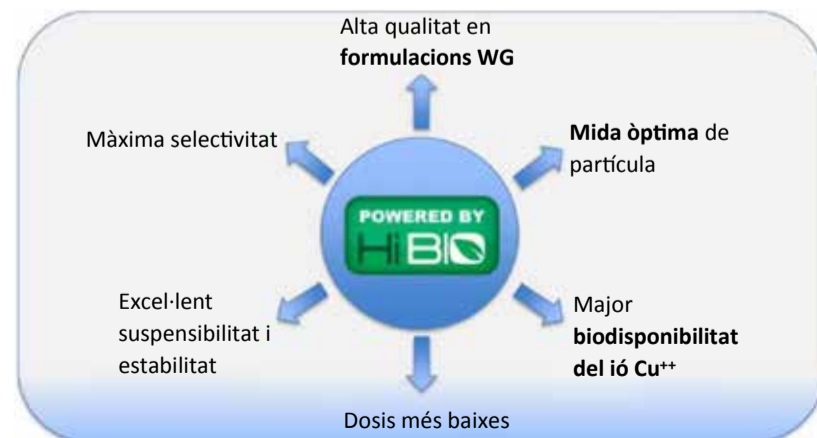 Alta qualitat en
formulacions WG
Mida òptima de
partícula
Major
biodisponibilitat
del ió Cu⁺⁺
Dosis més baixes
Excel·lent
suspensibilitat i
estabilitat
Màxima selectivitat
POWERED BY
HiBIO